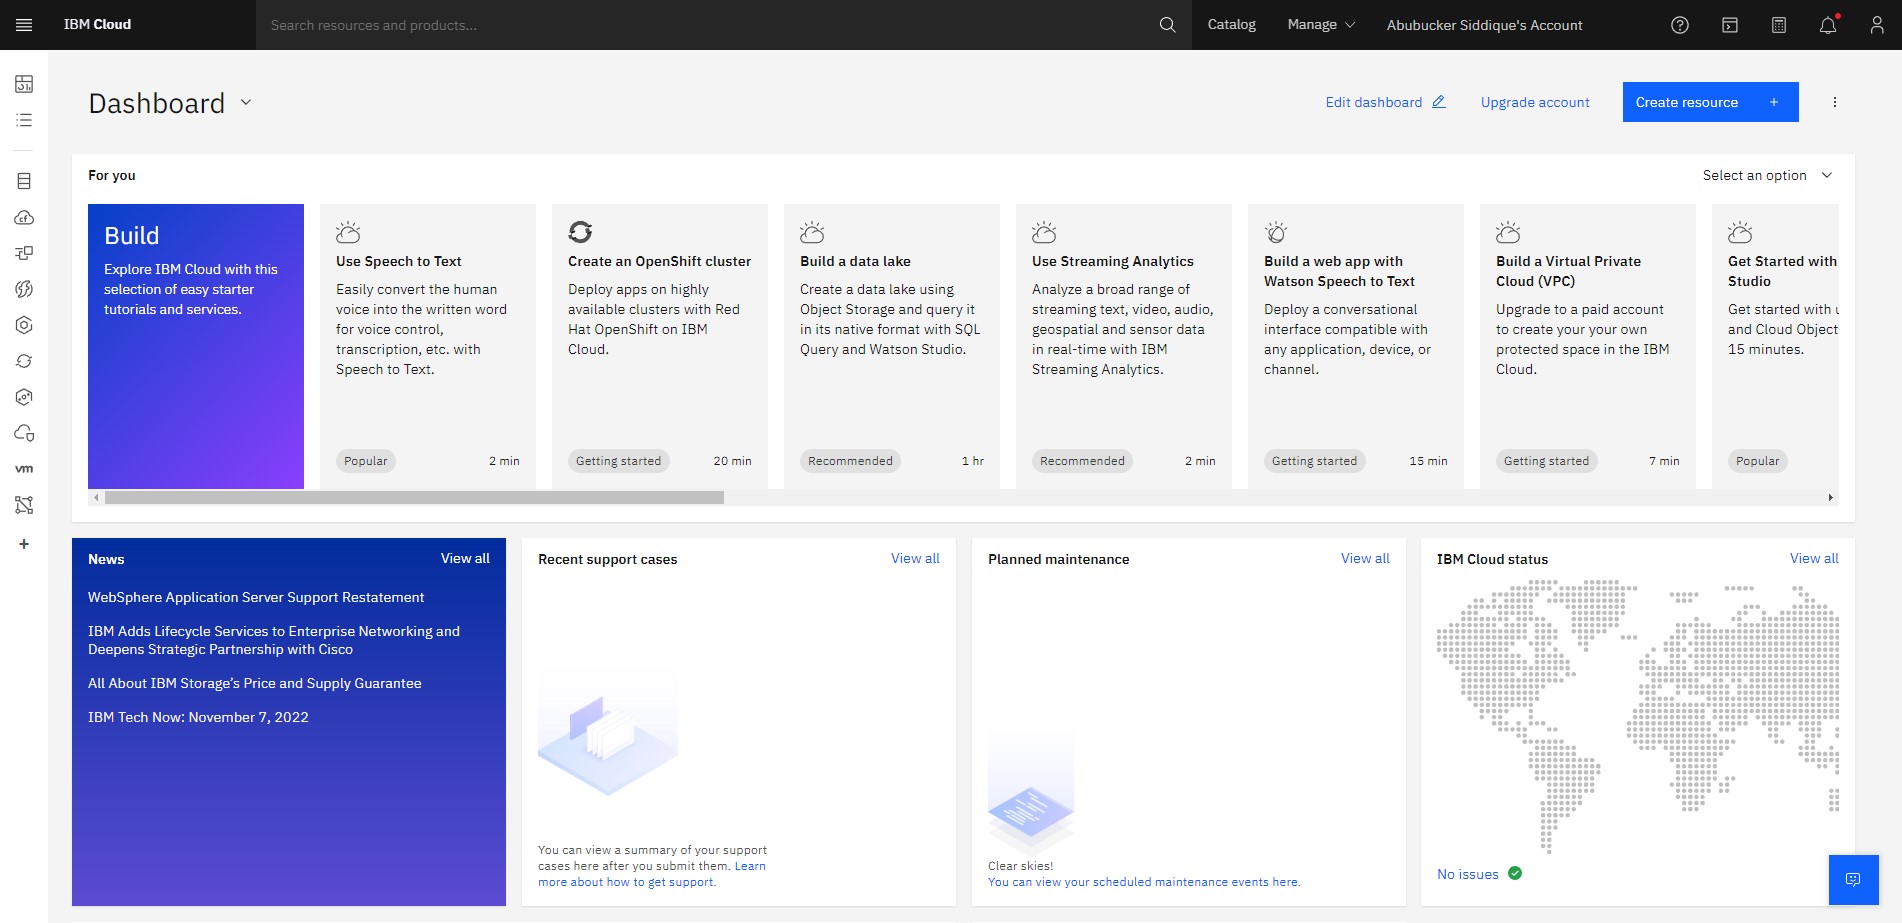 IBM Cloud
Search resources and products...
Catalog
Manage
Abubucker Siddique's Account
Dashboard
Edit dashboard
Upgrade account
Create resource +
For you
Select an option
Build
Explore IBM Cloud with this
selection of easy starter
tutorials and services.
Use Speech to Text
Easily convert the human
voice into the written word
for voice control,
transcription, etc. with
Speech to Text.
Popular
2 min
Create an OpenShift cluster
Deploy apps on highly
available clusters with Red
Hat OpenShift on IBM
Cloud.
Getting started
20 min
Build a data lake
Create a data lake using
Object Storage and query it
in its native format with SQL
Query and Watson Studio.
Recommended
1 hr
Use Streaming Analytics
Analyze a broad range of
streaming text, video, audio,
geospatial and sensor data
in real-time with IBM
Streaming Analytics.
Recommended
2 min
Build a web app with
Watson Speech to Text
Deploy a conversational
interface compatible with
any application, device, or
channel.
Getting started
15 min
Build a Virtual Private
Cloud (VPC)
Upgrade to a paid account
to create your your own
protected space in the IBM
Cloud.
Getting started
7 min
Get Started with
Studio
Get started with
and Cloud Object
15 minutes.
Popular
cf
vm
+
News
View all
WebSphere Application Server Support Restatement
IBM Adds Lifecycle Services to Enterprise Networking and
Deepens Strategic Partnership with Cisco
All About IBM Storage’s Price and Supply Guarantee
IBM Tech Now: November 7, 2022
Recent support cases
View all
You can view a summary of your support
cases here after you submit them. Learn
more about how to get support.
Planned maintenance
View all
Clear skies!
You can view your scheduled maintenance events here.
IBM Cloud status
View all
No issues